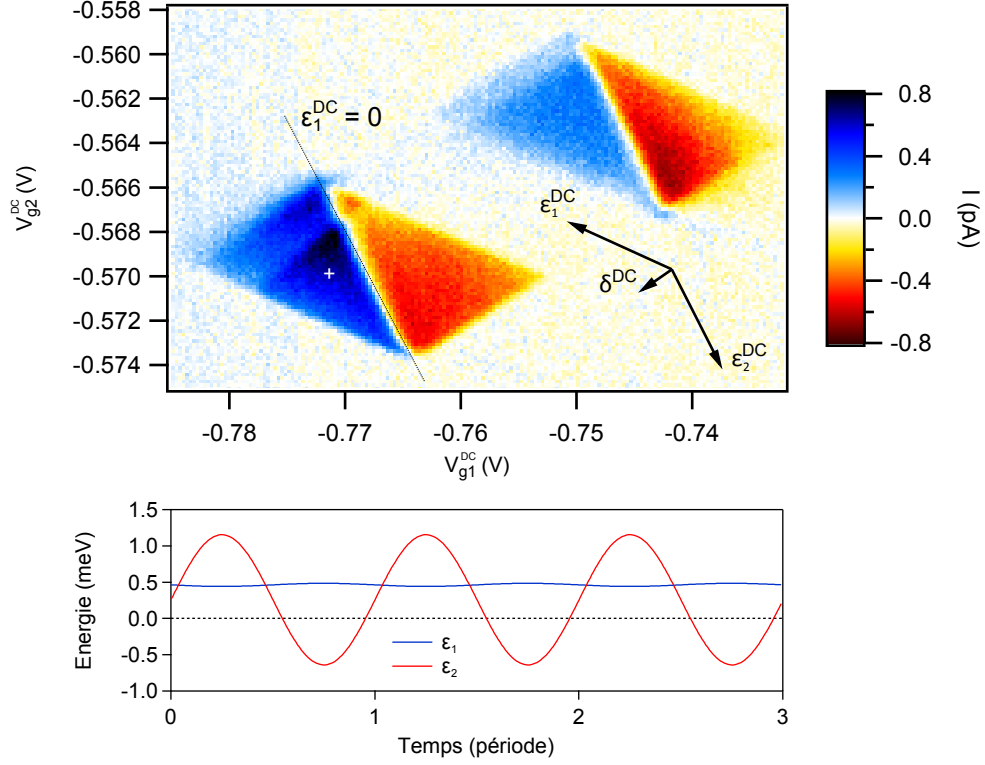 -0.558
-0.560
-0.562
-0.564
-0.566
-0.568
-0.570
-0.572
-0.574
V_g2^DC (V)
ε_1^DC = 0
ε_1^DC
δ^DC
ε_2^DC
-0.78 -0.77 -0.76 -0.75 -0.74
V_g1^DC (V)
0.8
0.4
0.0
-0.4
-0.8
I (pA)
1.5
1.0
0.5
0.0
-0.5
-1.0
Energie (meV)
ε_1
ε_2
0 1 2 3
Temps (période)